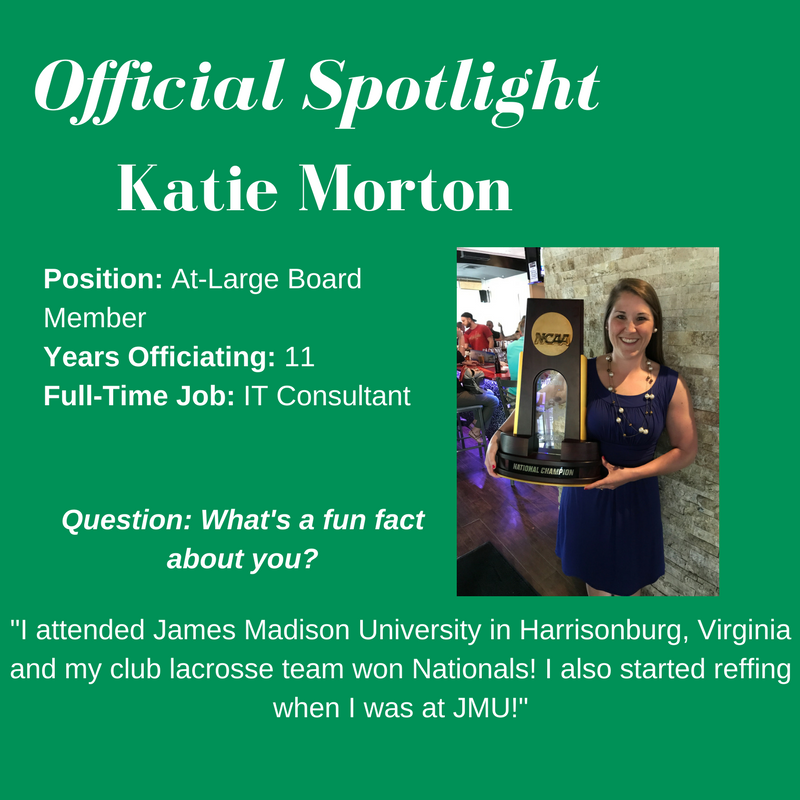 Official Spotlight
Katie Morton
Position: At-Large Board
Member
Years Officiating: 11
Full-Time Job: IT Consultant
NCAA
NATIONAL CHAMPION
Question: What's a fun fact
about you?
"I attended James Madison University in Harrisonburg, Virginia
and my club lacrosse team won Nationals! I also started reffing
when I was at JMU!"